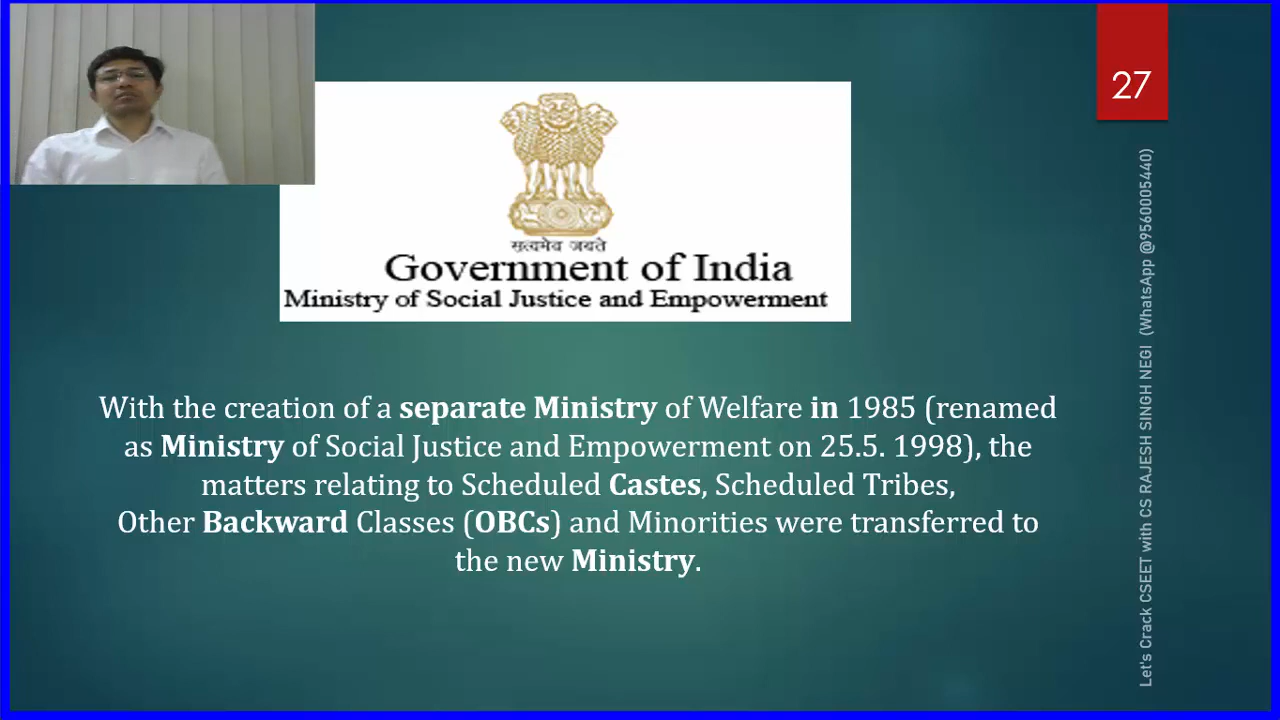 27
सत्यमेव जयते
Government of India
Ministry of Social Justice and Empowerment
With the creation of a separate Ministry of Welfare in 1985 (renamed
as Ministry of Social Justice and Empowerment on 25.5. 1998), the
matters relating to Scheduled Castes, Scheduled Tribes,
Other Backward Classes (OBCs) and Minorities were transferred to
the new Ministry.
Let's Crack CSEET with CS RAJESH SINGH NEGI (WhatsApp @9560005440)